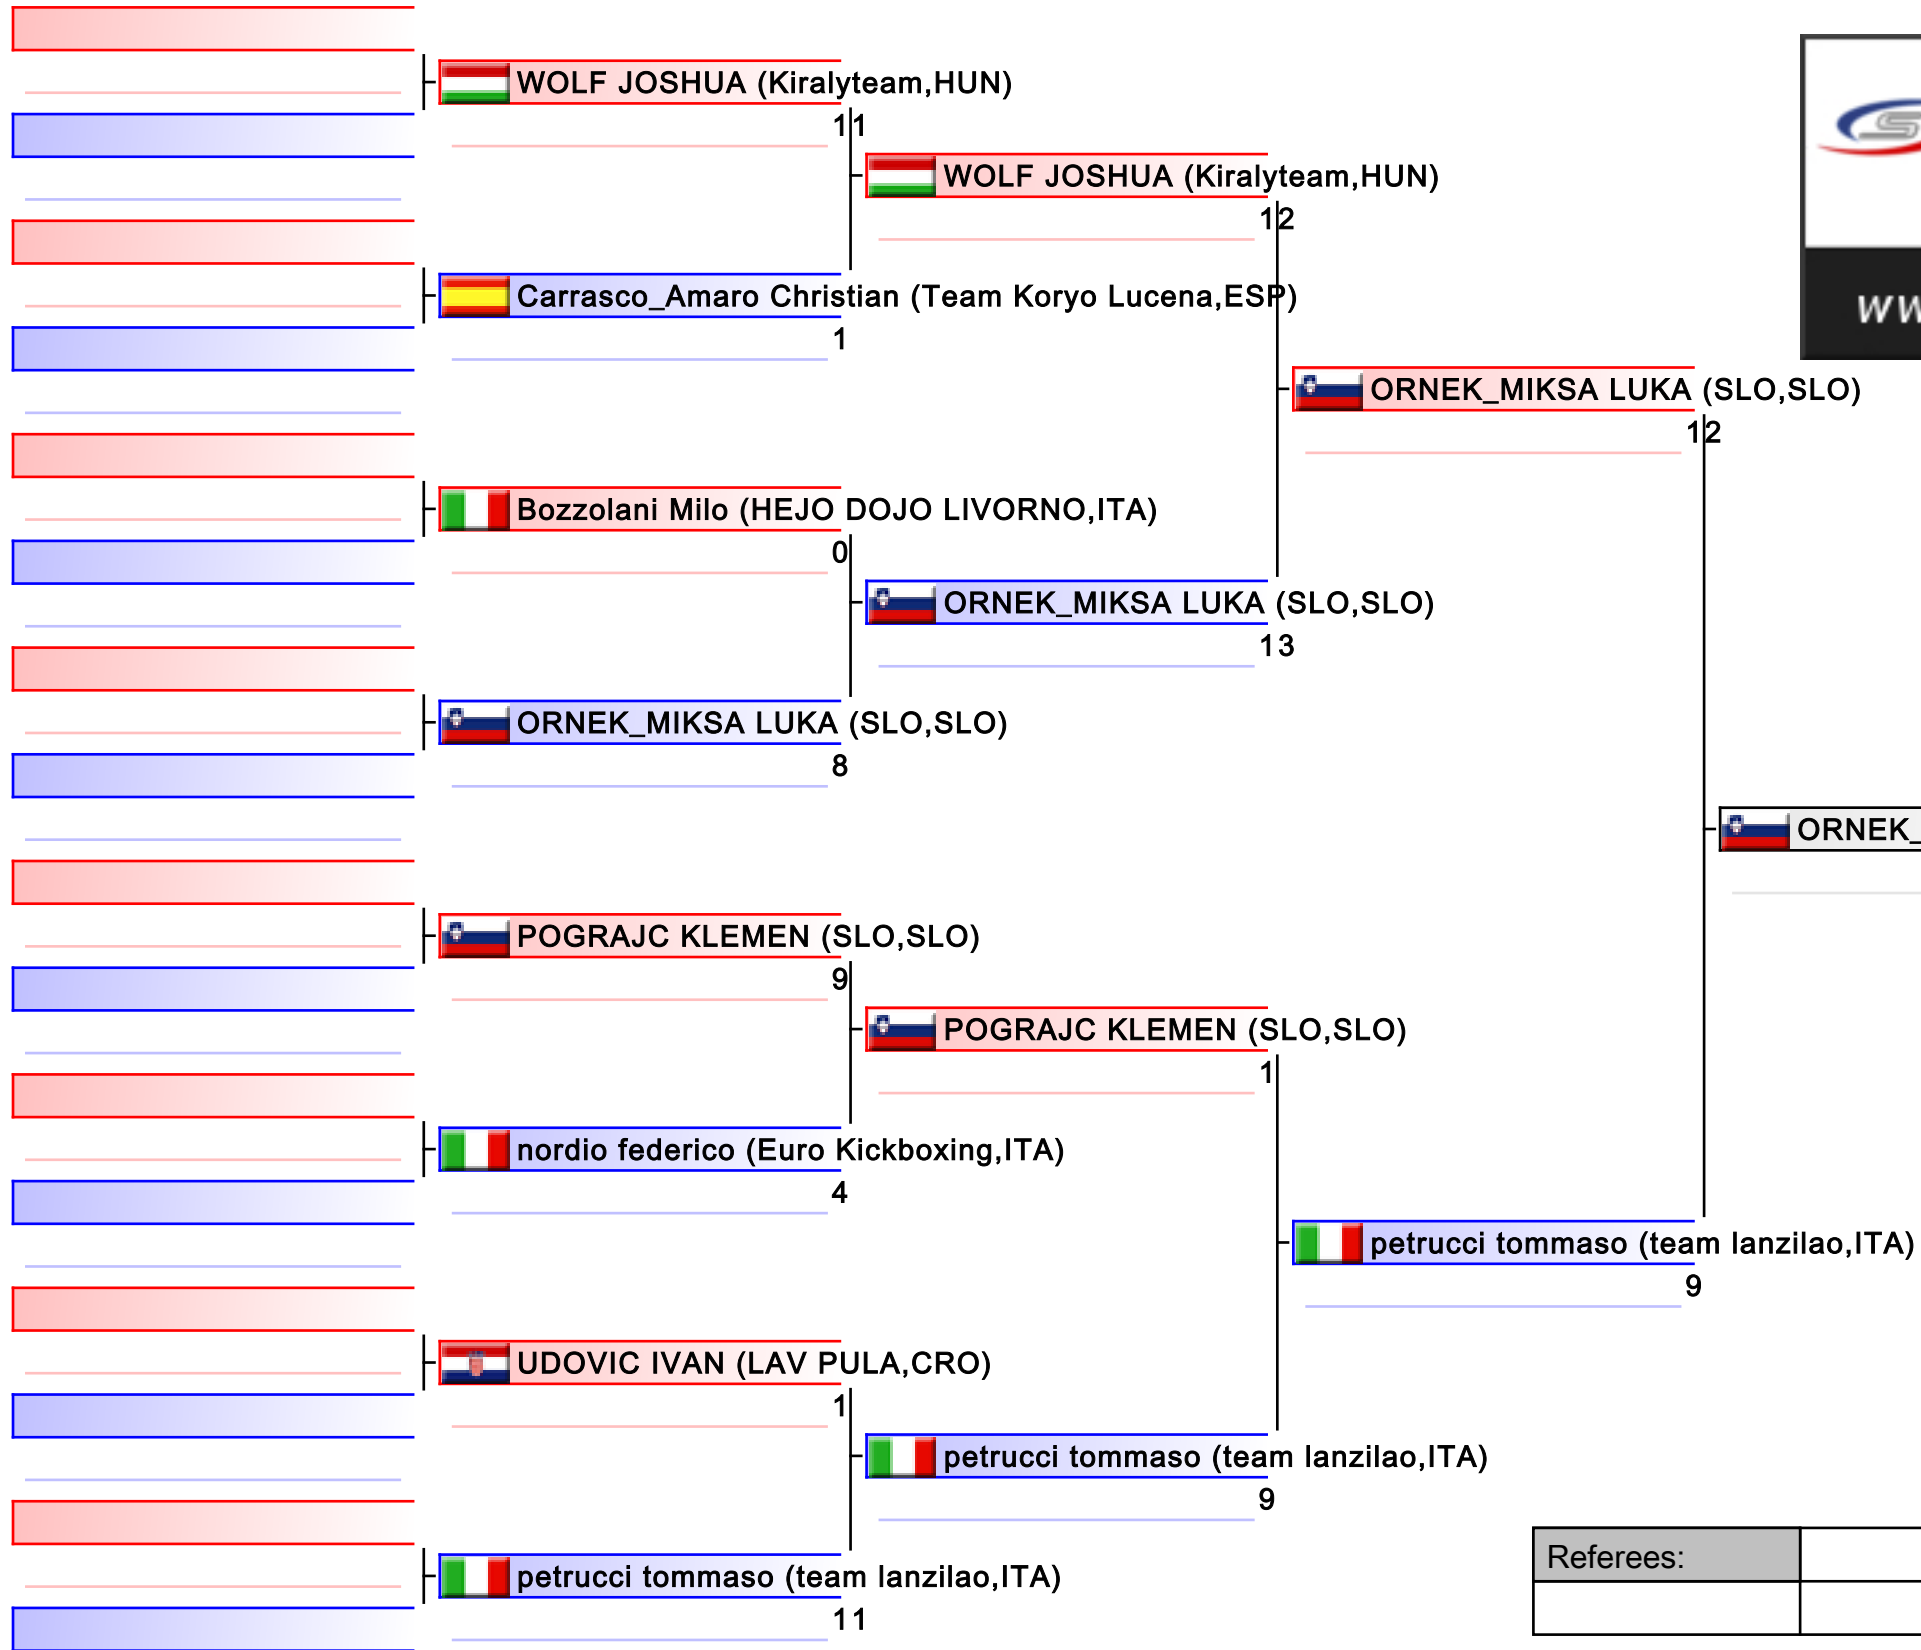 WOLF JOSHUA (Kiralyteam,HUN)
11
WOLF JOSHUA (Kiralyteam,HUN)
12
Carrasco_Amaro Christian (Team Koryo Lucena,ESP)
1
ORNEK_MIKSA LUKA (SLO,SLO)
12
Bozzolani Milo (HEJO DOJO LIVORNO,ITA)
0
ORNEK_MIKSA LUKA (SLO,SLO)
13
ORNEK_MIKSA LUKA (SLO,SLO)
8
ORNEK_
POGRAJC KLEMEN (SLO,SLO)
9
POGRAJC KLEMEN (SLO,SLO)
1
nordio federico (Euro Kickboxing,ITA)
4
petrucci tommaso (team lanzilao,ITA)
9
UDOVIC IVAN (LAV PULA,CRO)
1
petrucci tommaso (team lanzilao,ITA)
9
petrucci tommaso (team lanzilao,ITA)
11
Referees: